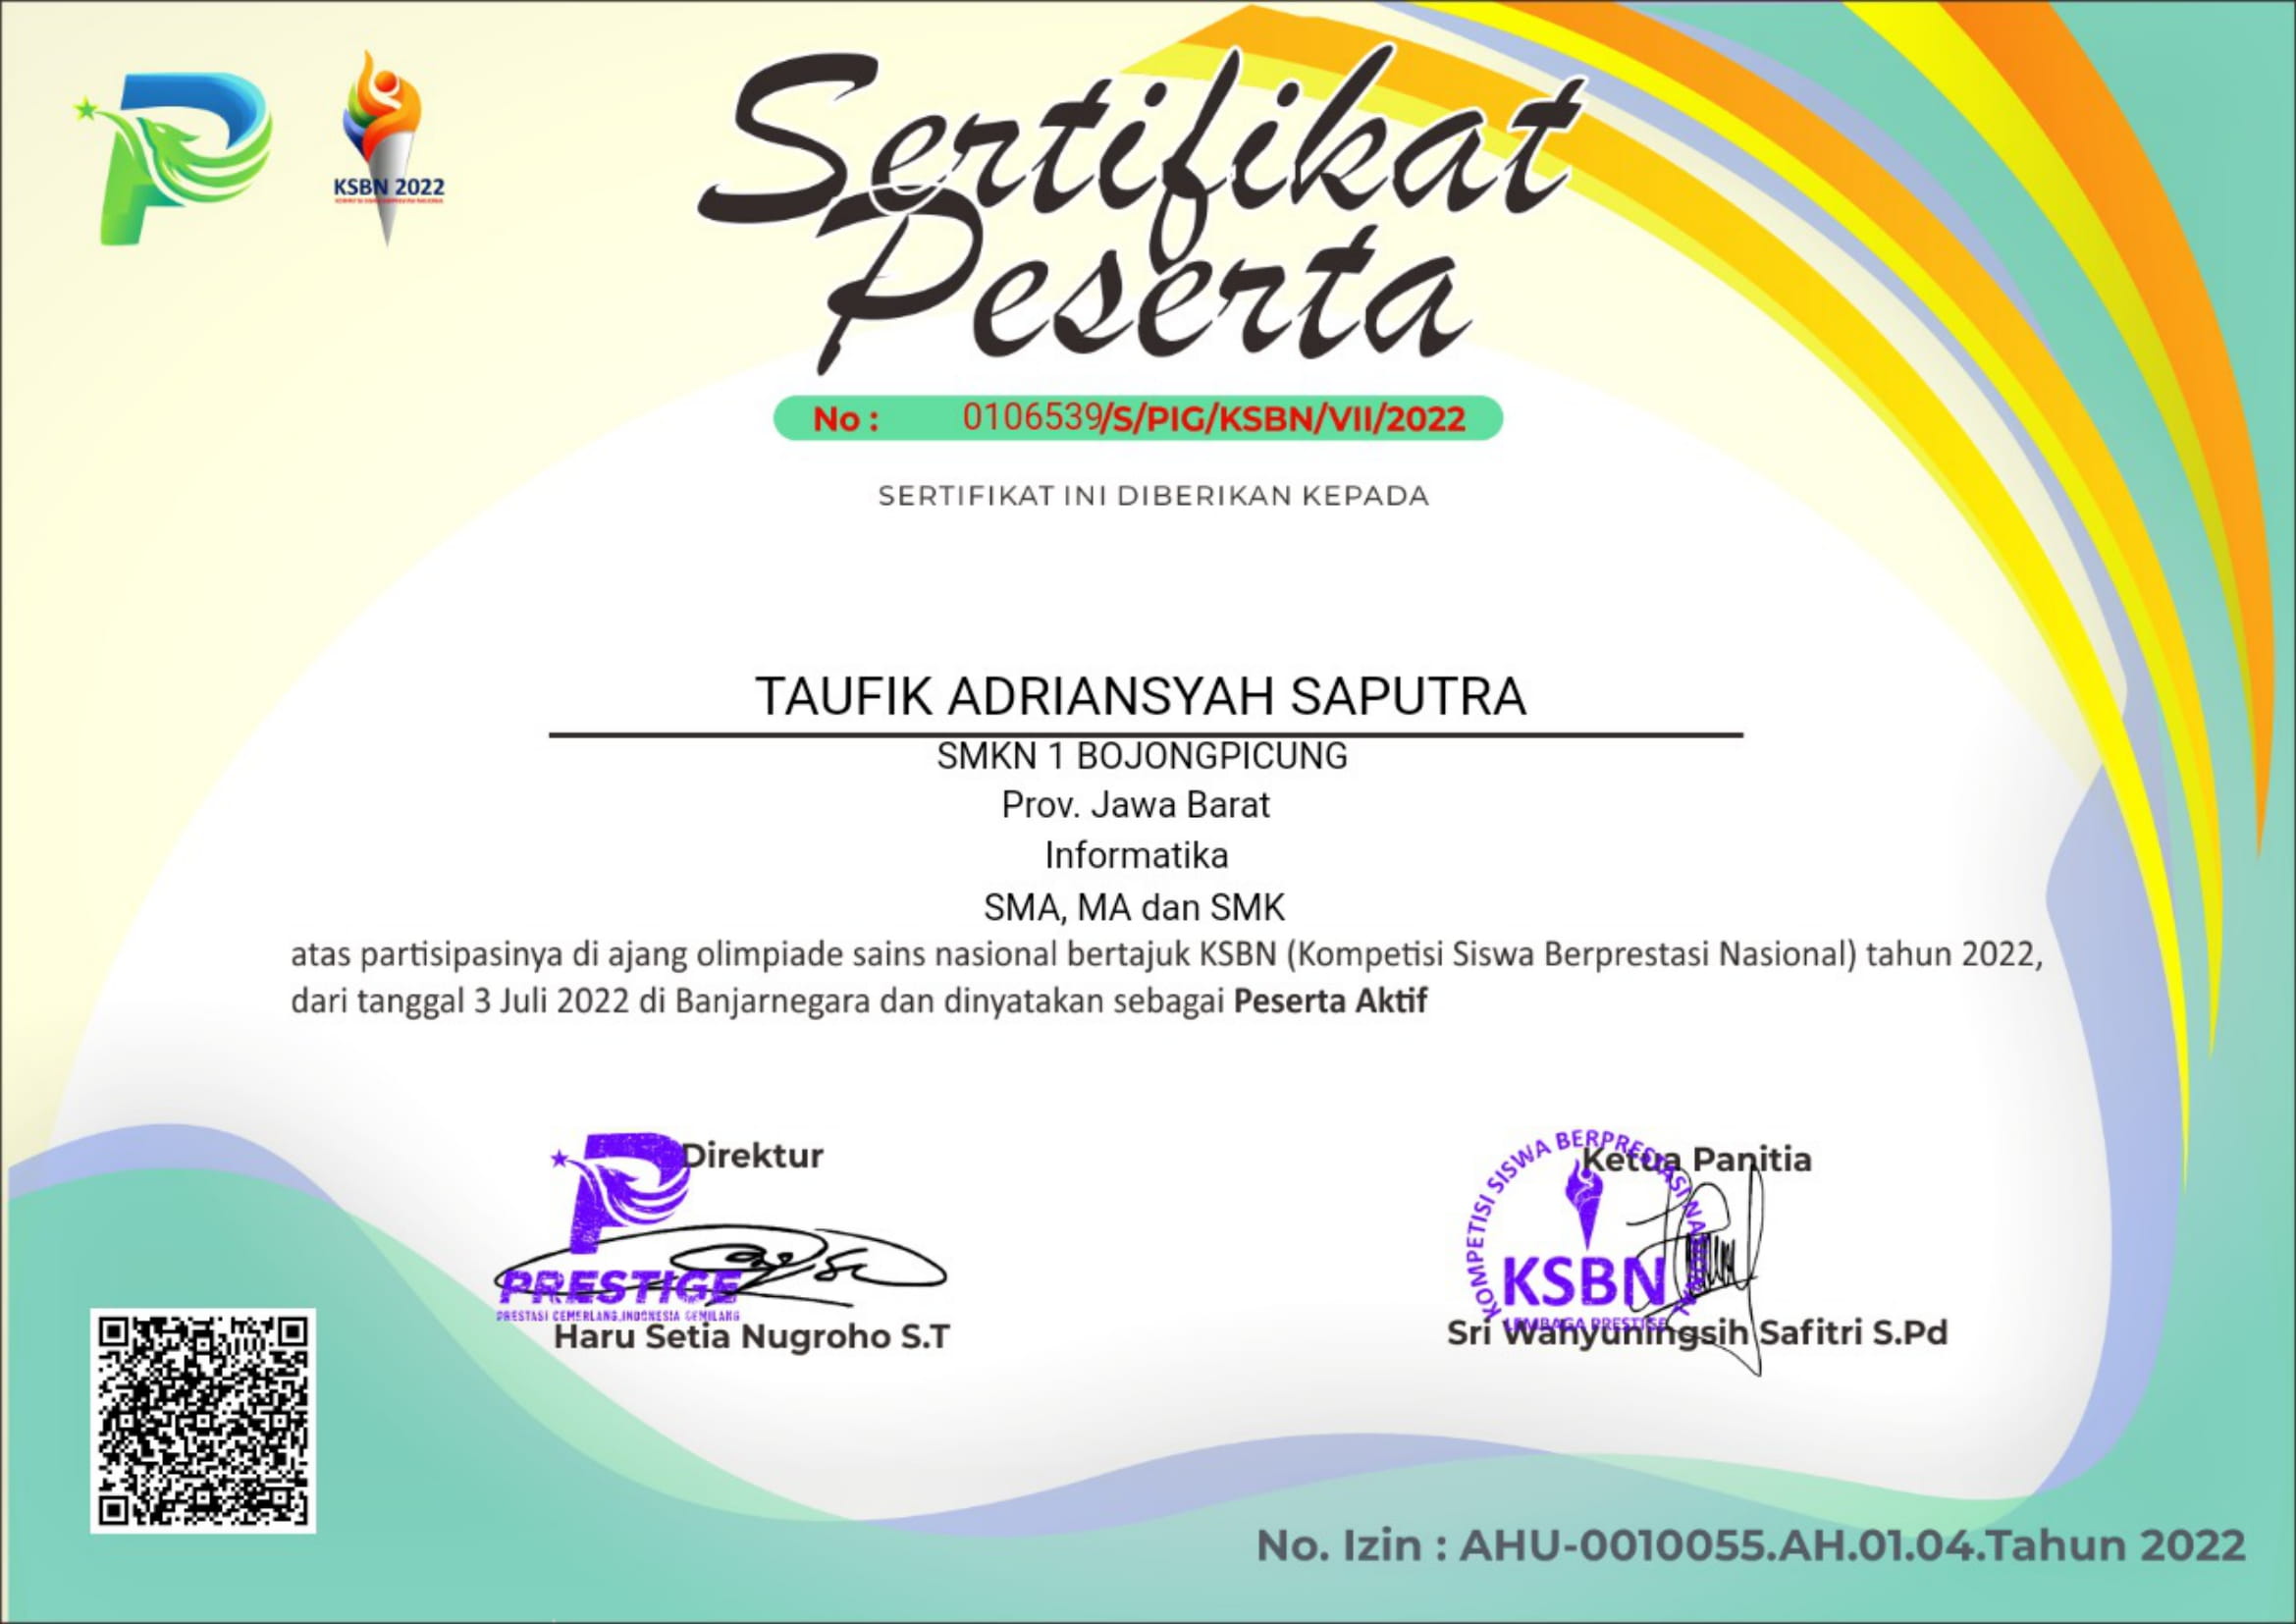 KSBN 2022
Sertifikat
Peserta
No : 0106539/S/PIG/KSBN/VII/2022
SERTIFIKAT INI DIBERIKAN KEPADA
TAUFIK ADRIANSYAH SAPUTRA
SMKN 1 BOJONGPICUNG
Prov. Jawa Barat
Informatika
SMA, MA dan SMK
atas partisipasinya di ajang olimpiade sains nasional bertajuk KSBN (Kompetisi Siswa Berprestasi Nasional) tahun 2022,
dari tanggal 3 Juli 2022 di Banjarnegara dan dinyatakan sebagai Peserta Aktif
Direktur
PRESTIGE
PRESTASI CEMERLANG, INDONESIA GEMILANG
Haru Setia Nugroho S.T
Ketua Panitia
KOMPETISI SISWA BERPRESTASI NASIONAL
KSBN
LEMBAGA PRESTIGE
Sri Wahyuningsih Safitri S.Pd
No. Izin : AHU-0010055.AH.01.04.Tahun 2022